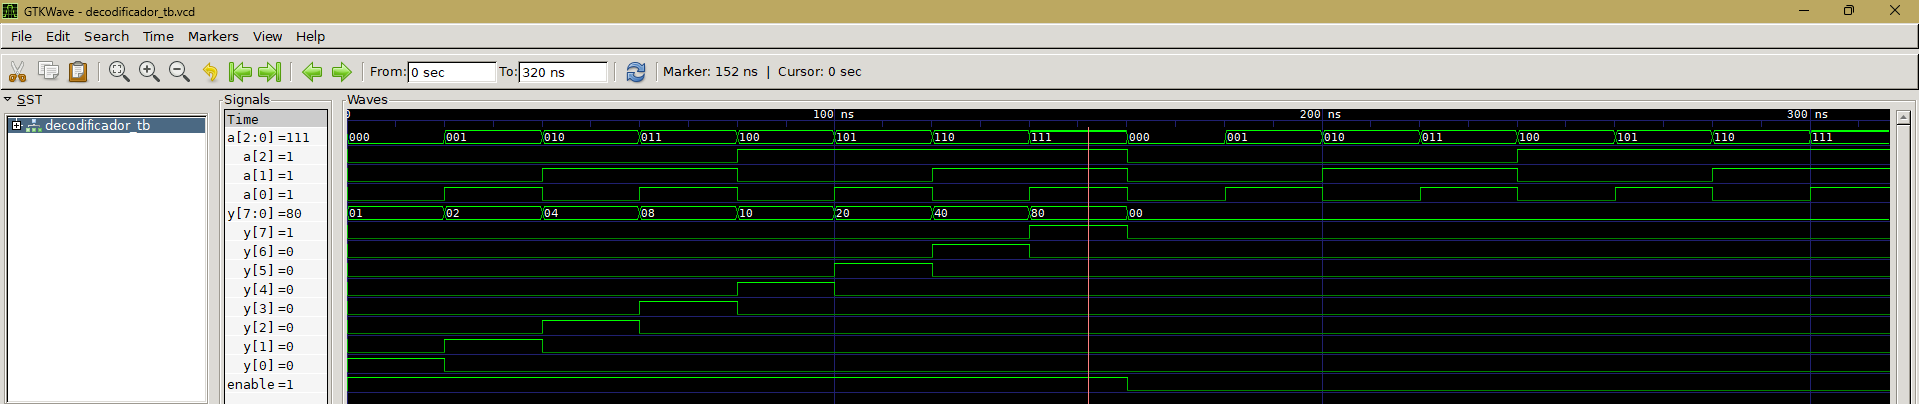 GTKWave - decodificador_tb.vcd
File Edit Search Time Markers View Help
From: 0 sec To: 320 ns | Marker: 152 ns | Cursor: 0 sec
SST
decodificador_tb
Signals
Waves
Time
0 100 ns 200 ns 300 ns
a[2:0] =111 000 001 010 011 100 101 110 111 000 001 010 011 100 101 110 111
a[2] =1
a[1] =1
a[0] =1
y[7:0] =80 01 02 04 08 10 20 40 80 00
y[7] =1
y[6] =0
y[5] =0
y[4] =0
y[3] =0
y[2] =0
y[1] =0
y[0] =0
enable =1